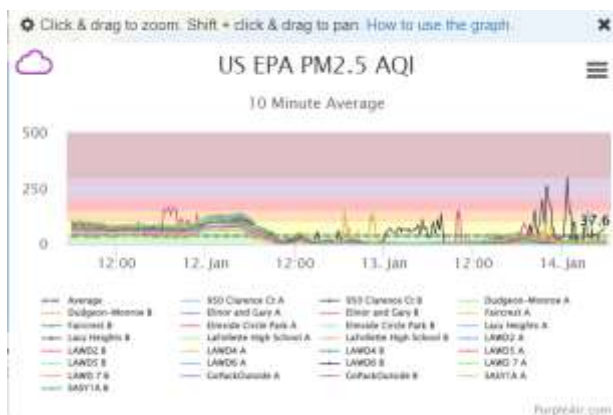 Click & drag to zoom. Shift + click & drag to pan. How to use the graph.
US EPA PM2.5 AQI
10 Minute Average
500
250
0
37.6
12:00 12. Jan 12:00 13. Jan 12:00 14. Jan
Average 950 Clarence Ct A 950 Clarence Ct B Dudgeon-Monroe A
Dudgeon-Monroe B Elmor and Gary A Elmor and Gary B Faircrest A
Faircrest B Elmside Circle Park A Elmside Circle Park B Lazy Heights A
Lazy Heights B LaFollette High School A LaFollette High School B LAWD2 A
LAWD2 B LAWD4 A LAWD4 B LAWD5 A
LAWD5 B LAWD6 A LAWD6 B LAWD 7 A
LAWD 7 B GoPackOutside A GoPackOutside B SASY1A A
SASY1A B
PurpleAir.com